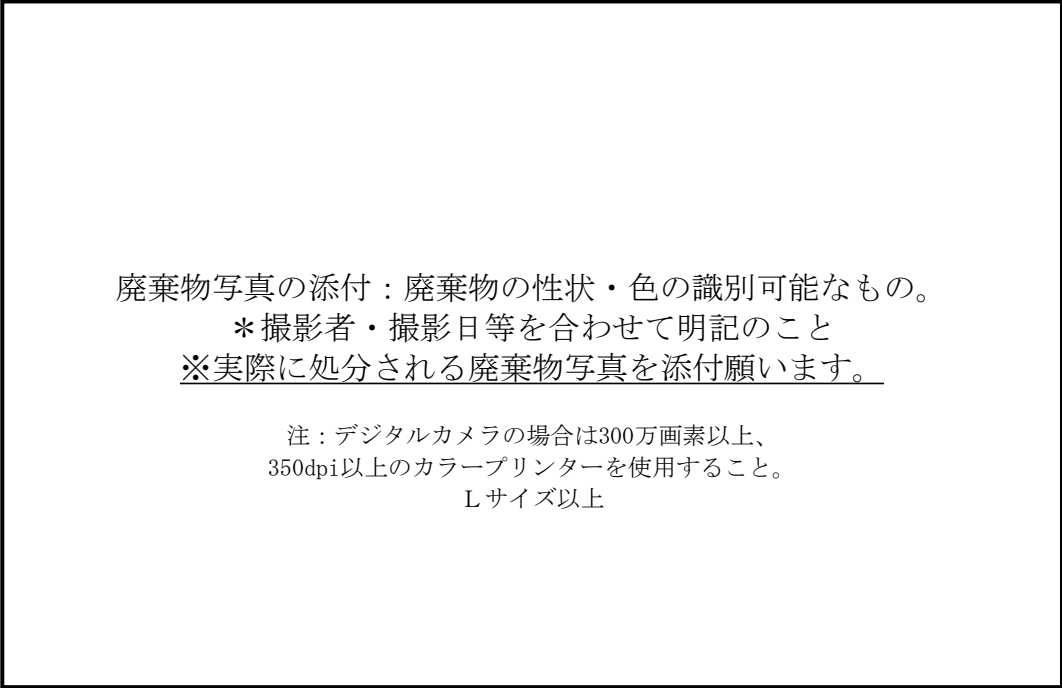 廃棄物写真の添付：廃棄物の性状・色の識別可能なもの。
＊撮影者・撮影日等を合わせて明記のこと
※実際に処分される廃棄物写真を添付願います。
注：デジタルカメラの場合は300万画素以上、
350dpi以上のカラープリンターを使用すること。
Ｌサイズ以上